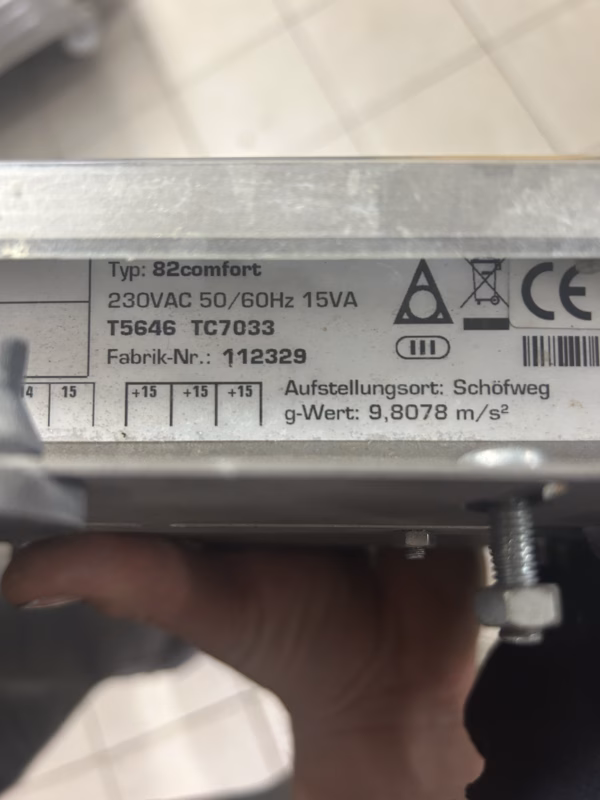 Typ: 82comfort
230VAC 50/60Hz 15VA
T5646 TC7033
Fabrik-Nr.: 112329
III
CE
15 +15 +15 +15
Aufstellungsort: Schöfweg
g-Wert: 9,8078 m/s²